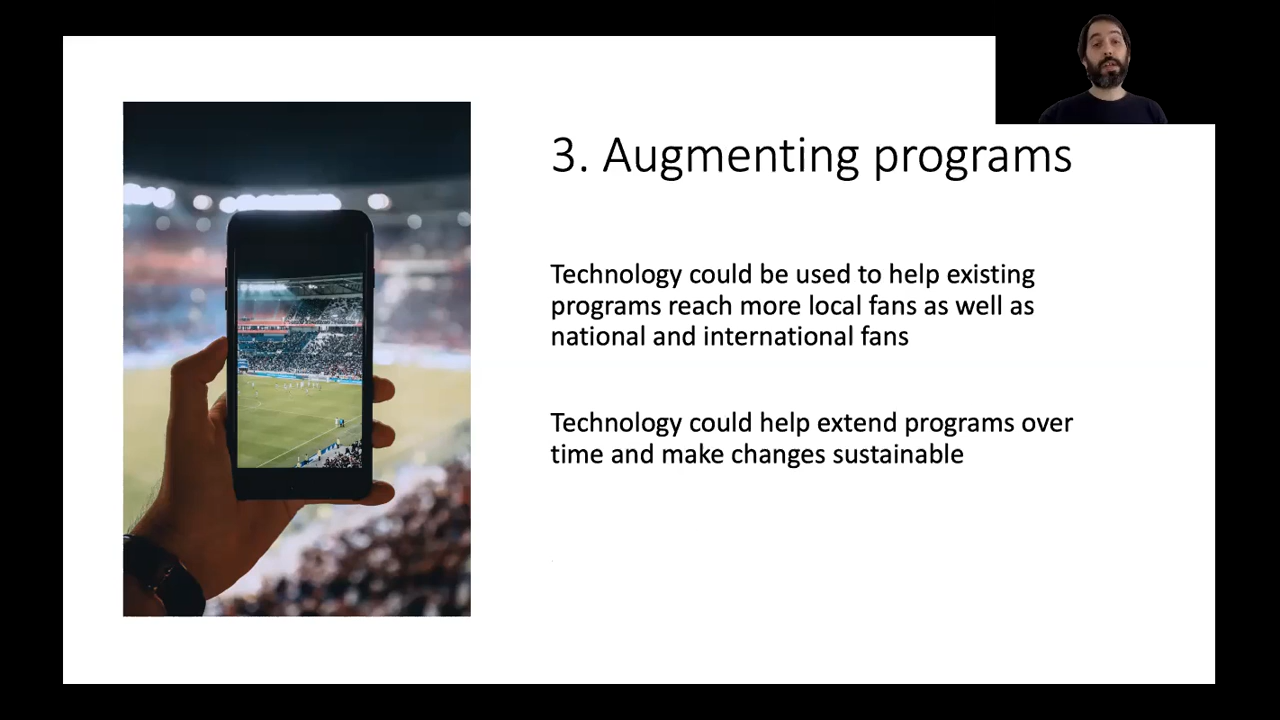 3. Augmenting programs
Technology could be used to help existing
programs reach more local fans as well as
national and international fans
Technology could help extend programs over
time and make changes sustainable